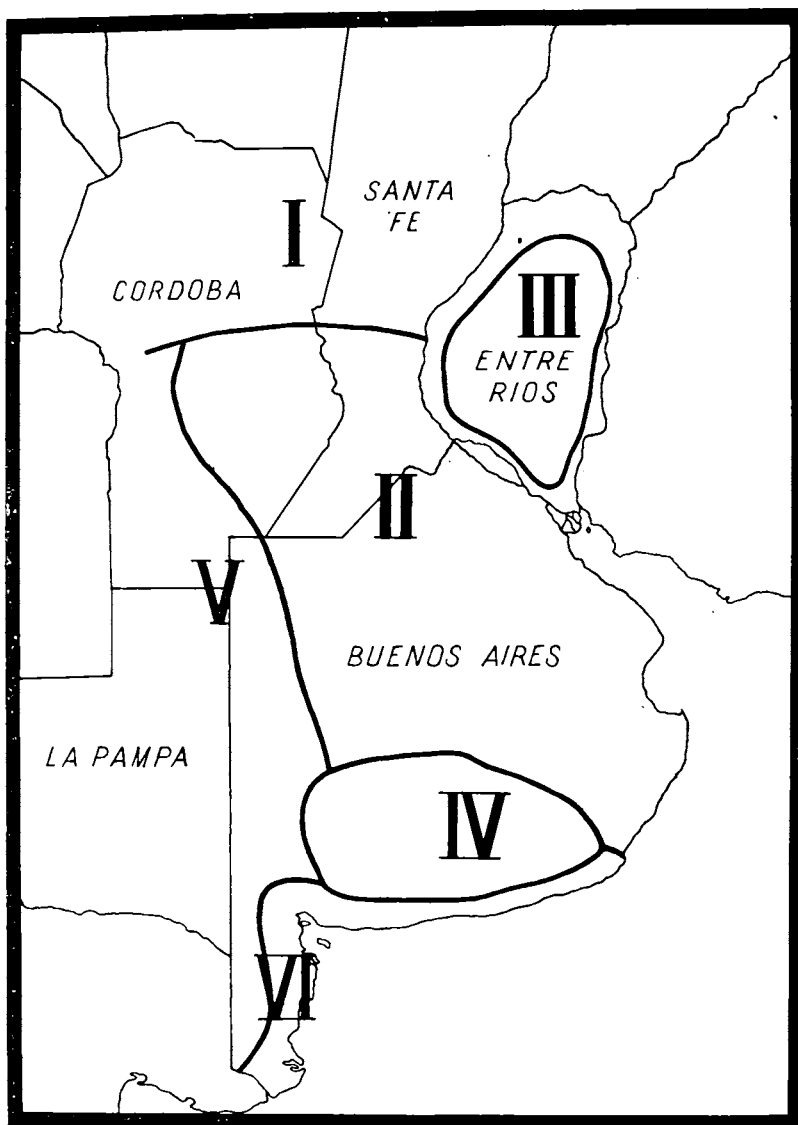 SANTA
FE
I
CORDOBA
III
ENTRE
RIOS
II
V
BUENOS AIRES
LA PAMPA
IV
VI